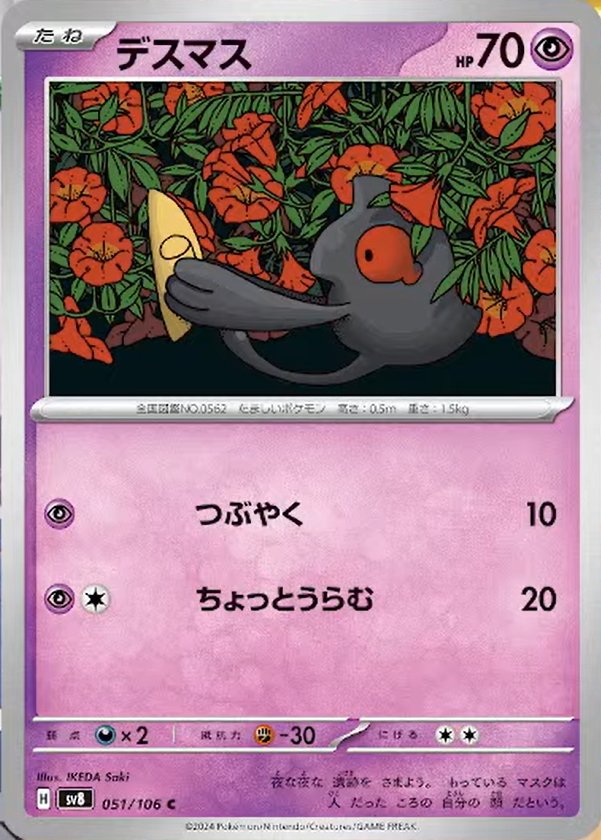 たね デスマス HP70
全国図鑑NO.0562 たましいポケモン 高さ:0.5m 重さ:1.5kg
つぶやく 10
ちょっとうらむ 20
弱点 ×2 抵抗力 -30 にげる
Illus. IKEDA Saki
夜な夜な 遺跡を さまよう。もっている マスクは
人 だった ころの 自分の 顔 だという。
H sv8 051/106 C
©2024 Pokémon/Nintendo/Creatures/GAME FREAK.